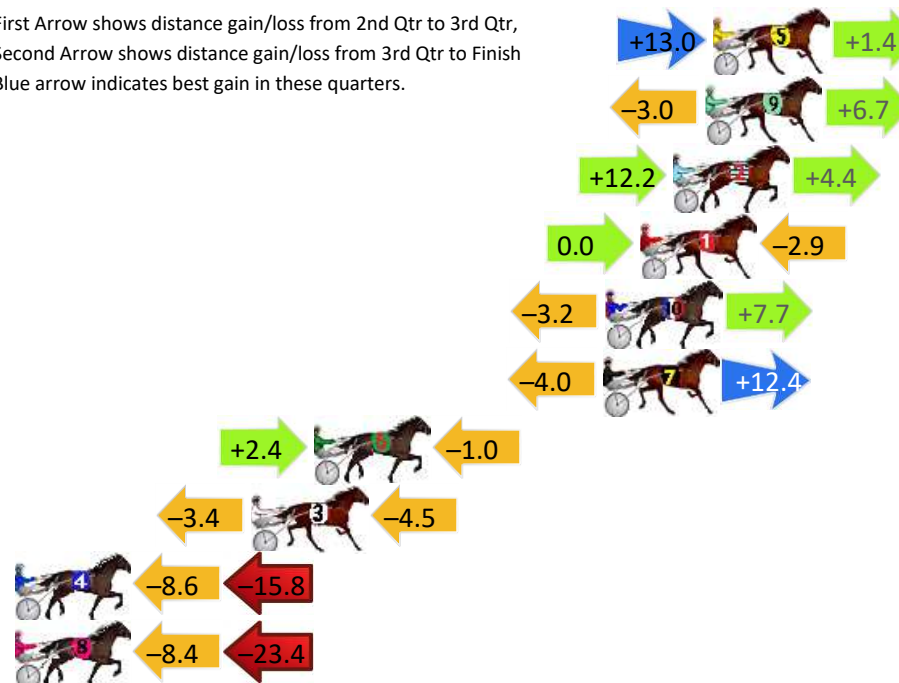 First Arrow shows distance gain/loss from 2nd Qtr to 3rd Qtr,
Second Arrow shows distance gain/loss from 3rd Qtr to Finish
Blue arrow indicates best gain in these quarters.
+13.0 5 +1.4
−3.0 9 +6.7
+12.2 2 +4.4
0.0 1 −2.9
−3.2 10 +7.7
−4.0 7 +12.4
+2.4 −1.0
−3.4 3 −4.5
4 −8.6 −15.8
8 −8.4 −23.4